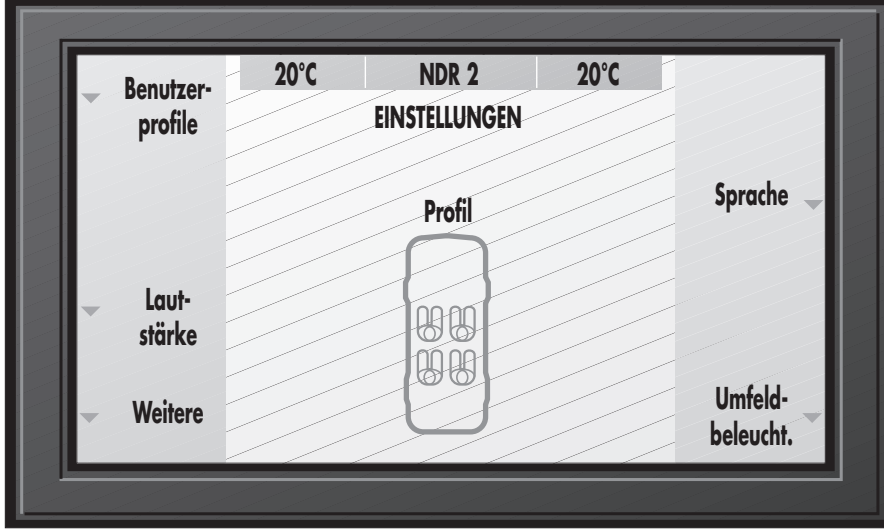 20°C NDR 2 20°C
EINSTELLUNGEN
Benutzer-
profile
Laut-
stärke
Weitere
Profil
Sprache
Umfeld-
beleucht.